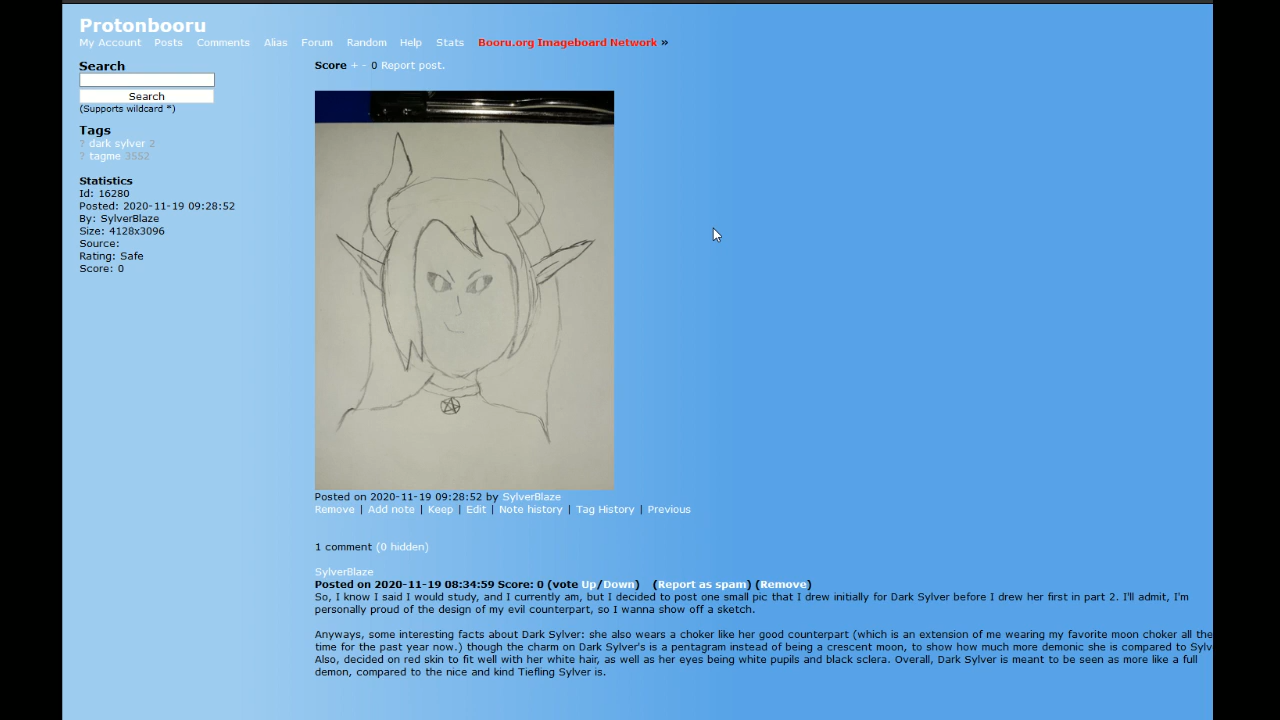 Protonbooru
My Account Posts Comments Alias Forum Random Help Stats Booru.org Imageboard Network »
Search
Search
(Supports wildcard *)
Tags
? dark sylver 2
? tagme 3552
Statistics
Id: 16280
Posted: 2020-11-19 09:28:52
By: SylverBlaze
Size: 4128x3096
Source:
Rating: Safe
Score: 0
Score + - 0 Report post.
Posted on 2020-11-19 09:28:52 by SylverBlaze
Remove | Add note | Keep | Edit | Note history | Tag History | Previous
1 comment (0 hidden)
SylverBlaze
Posted on 2020-11-19 08:34:59 Score: 0 (vote Up/Down) (Report as spam) (Remove)
So, I know I said I would study, and I currently am, but I decided to post one small pic that I drew initially for Dark Sylver before I drew her first in part 2. I'll admit, I'm
personally proud of the design of my evil counterpart, so I wanna show off a sketch.
Anyways, some interesting facts about Dark Sylver: she also wears a choker like her good counterpart (which is an extension of me wearing my favorite moon choker all the
time for the past year now.) though the charm on Dark Sylver's is a pentagram instead of being a crescent moon, to show how much more demonic she is compared to Sylv
Also, decided on red skin to fit well with her white hair, as well as her eyes being white pupils and black sclera. Overall, Dark Sylver is meant to be seen as more like a full
demon, compared to the nice and kind Tiefling Sylver is.